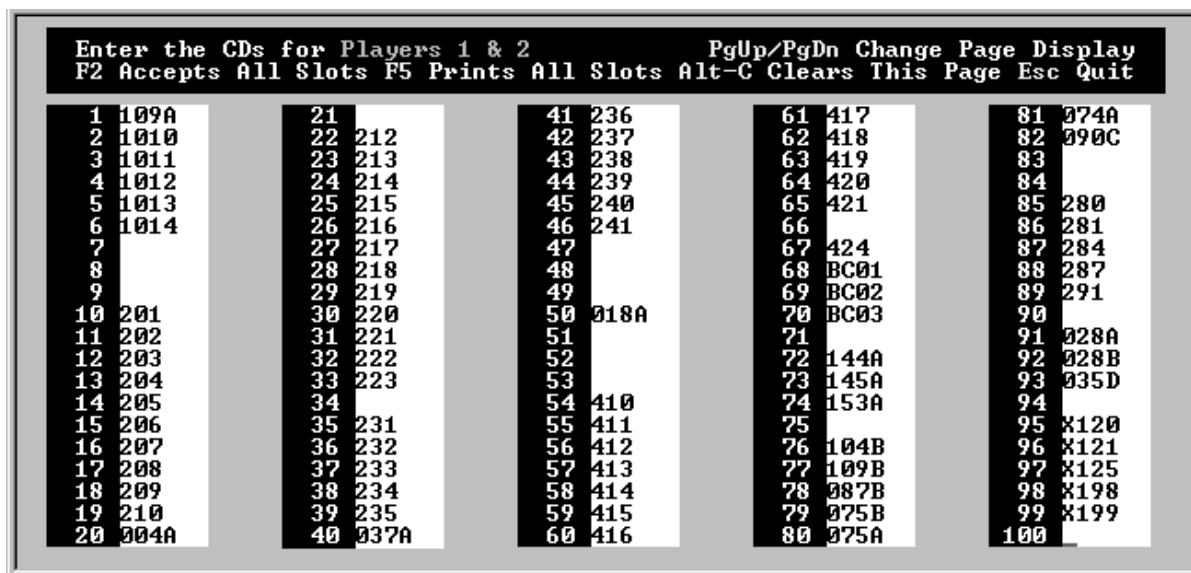 Enter the CDs for Players 1 & 2 PgUp/PgDn Change Page Display
F2 Accepts All Slots F5 Prints All Slots Alt-C Clears This Page Esc Quit
1 109A 21 41 236 61 417 81 074A
2 1010 22 212 42 237 62 418 82 090C
3 1011 23 213 43 238 63 419 83
4 1012 24 214 44 239 64 420 84
5 1013 25 215 45 240 65 421 85 280
6 1014 26 216 46 241 66 86 281
7 27 217 47 67 424 87 284
8 28 218 48 68 BC01 88 287
9 29 219 49 69 BC02 89 291
10 201 30 220 50 018A 70 BC03 90
11 202 31 221 51 71 91 028A
12 203 32 222 52 72 144A 92 028B
13 204 33 223 53 73 145A 93 035D
14 205 34 54 410 74 153A 94
15 206 35 231 55 411 75 95 X120
16 207 36 232 56 412 76 104B 96 X121
17 208 37 233 57 413 77 109B 97 X125
18 209 38 234 58 414 78 087B 98 X198
19 210 39 235 59 415 79 075B 99 X199
20 004A 40 037A 60 416 80 075A 100 _